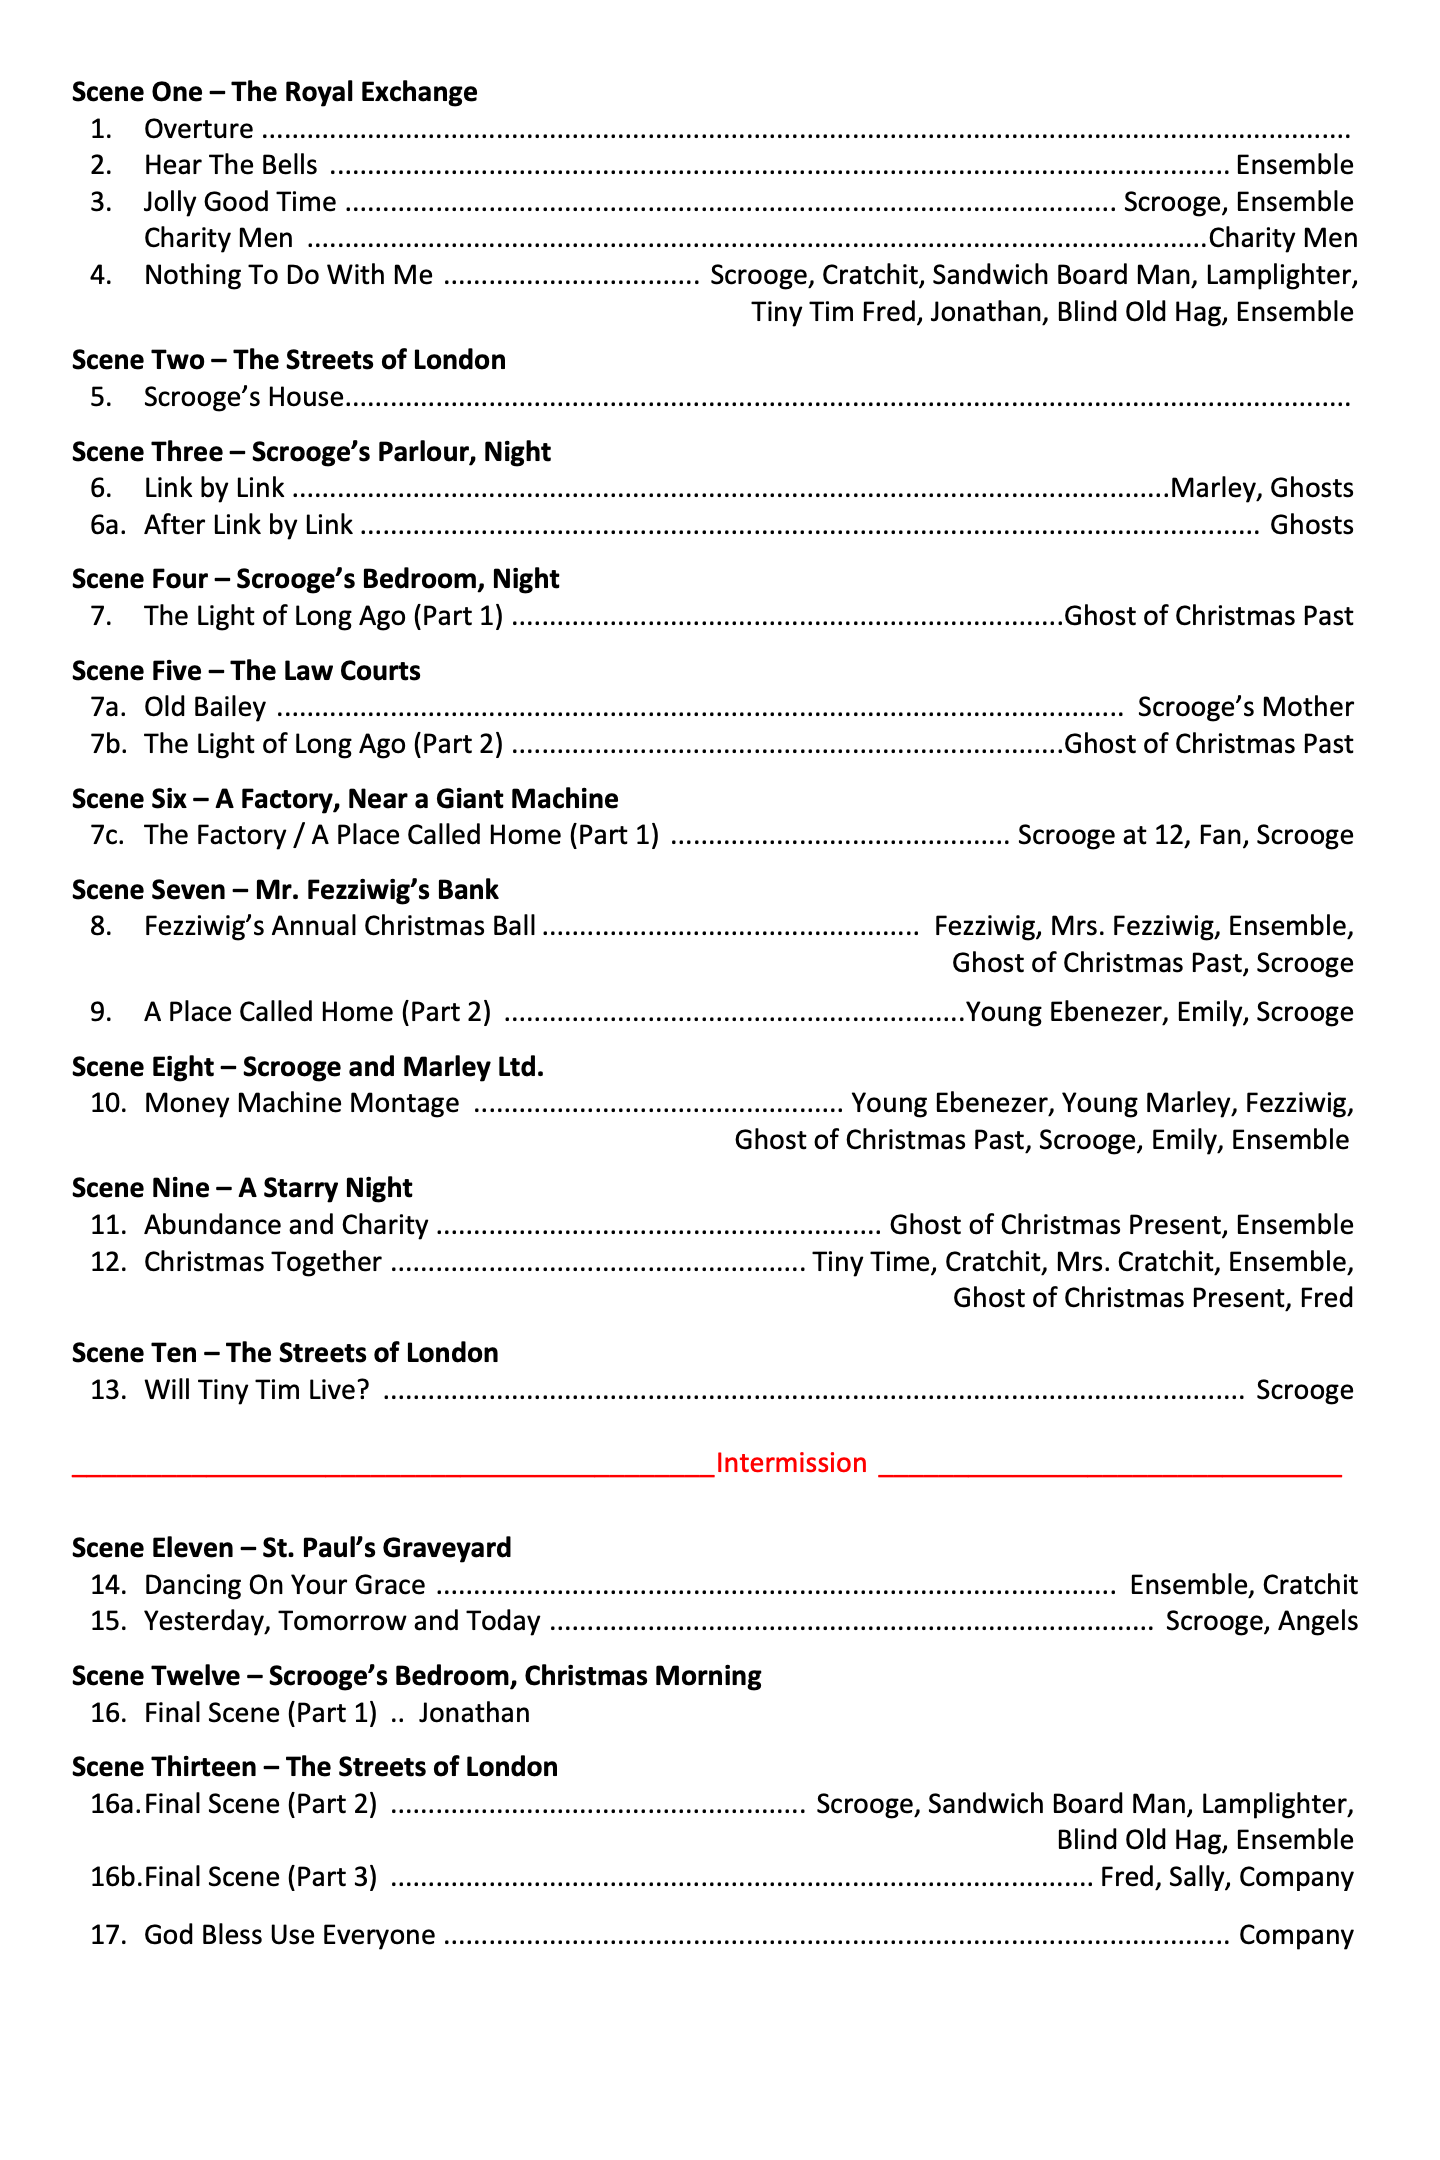 Scene One – The Royal Exchange
1. Overture ................................................................................................................................................
2. Hear The Bells ....................................................................................................................... Ensemble
3. Jolly Good Time ...................................................................................................... Scrooge, Ensemble
Charity Men .......................................................................................................................Charity Men
4. Nothing To Do With Me .................................. Scrooge, Cratchit, Sandwich Board Man, Lamplighter,
Tiny Tim Fred, Jonathan, Blind Old Hag, Ensemble
Scene Two – The Streets of London
5. Scrooge’s House.....................................................................................................................................
Scene Three – Scrooge’s Parlour, Night
6. Link by Link ....................................................................................................................Marley, Ghosts
6a. After Link by Link ....................................................................................................................... Ghosts
Scene Four – Scrooge’s Bedroom, Night
7. The Light of Long Ago (Part 1) .........................................................................Ghost of Christmas Past
Scene Five – The Law Courts
7a. Old Bailey ................................................................................................................ Scrooge’s Mother
7b. The Light of Long Ago (Part 2) .........................................................................Ghost of Christmas Past
Scene Six – A Factory, Near a Giant Machine
7c. The Factory / A Place Called Home (Part 1) ............................................. Scrooge at 12, Fan, Scrooge
Scene Seven – Mr. Fezziwig’s Bank
8. Fezziwig’s Annual Christmas Ball .................................................. Fezziwig, Mrs. Fezziwig, Ensemble,
Ghost of Christmas Past, Scrooge
9. A Place Called Home (Part 2) .............................................................Young Ebenezer, Emily, Scrooge
Scene Eight – Scrooge and Marley Ltd.
10. Money Machine Montage ................................................. Young Ebenezer, Young Marley, Fezziwig,
Ghost of Christmas Past, Scrooge, Emily, Ensemble
Scene Nine – A Starry Night
11. Abundance and Charity ........................................................... Ghost of Christmas Present, Ensemble
12. Christmas Together ....................................................... Tiny Time, Cratchit, Mrs. Cratchit, Ensemble,
Ghost of Christmas Present, Fred
Scene Ten – The Streets of London
13. Will Tiny Tim Live? .................................................................................................................. Scrooge
Intermission
Scene Eleven – St. Paul’s Graveyard
14. Dancing On Your Grace .......................................................................................... Ensemble, Cratchit
15. Yesterday, Tomorrow and Today ................................................................................ Scrooge, Angels
Scene Twelve – Scrooge’s Bedroom, Christmas Morning
16. Final Scene (Part 1) .. Jonathan
Scene Thirteen – The Streets of London
16a. Final Scene (Part 2) ....................................................... Scrooge, Sandwich Board Man, Lamplighter,
Blind Old Hag, Ensemble
16b. Final Scene (Part 3) ............................................................................................. Fred, Sally, Company
17. God Bless Use Everyone ........................................................................................................ Company